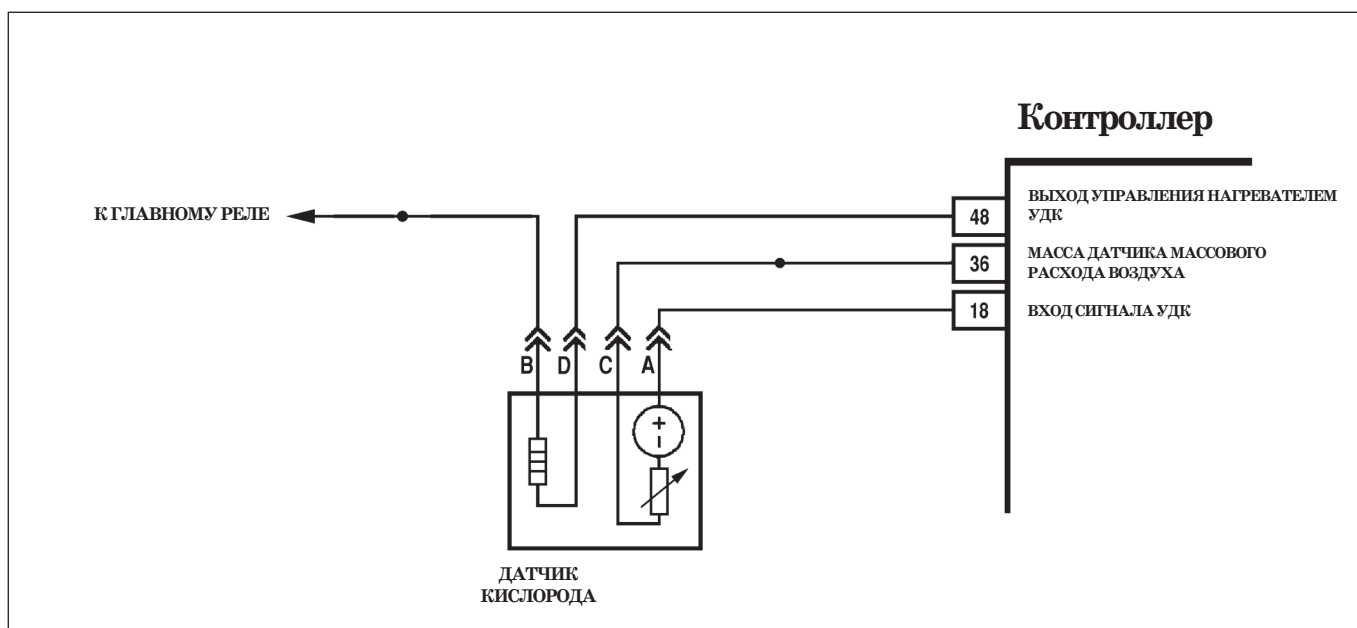 Контроллер
К ГЛАВНОМУ РЕЛЕ
48
ВЫХОД УПРАВЛЕНИЯ НАГРЕВАТЕЛЕМ
УДК
36
МАССА ДАТЧИКА МАССОВОГО
РАСХОДА ВОЗДУХА
18
ВХОД СИГНАЛА УДК
B D C A
+
-
ДАТЧИК
КИСЛОРОДА